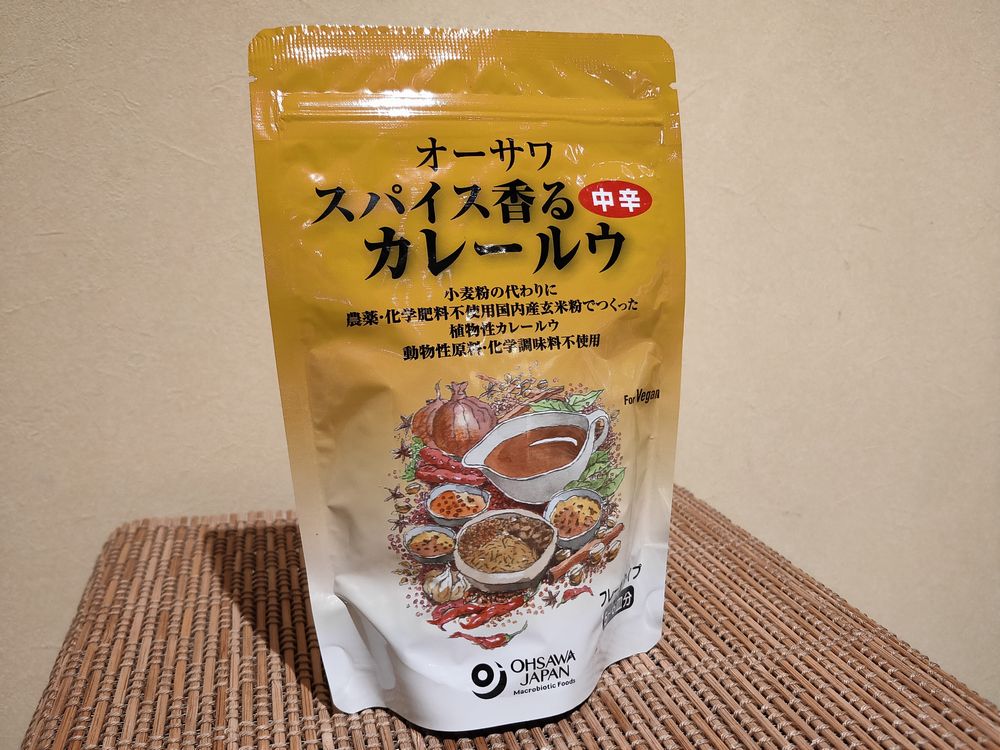 オーサワ
スパイス香る 中辛
カレールウ
小麦粉の代わりに
農薬・化学肥料不使用国内産玄米粉でつくった
植物性カレールウ
動物性原料・化学調味料不使用
For Vegan
OHSAWA
JAPAN
Macrobiotic Foods